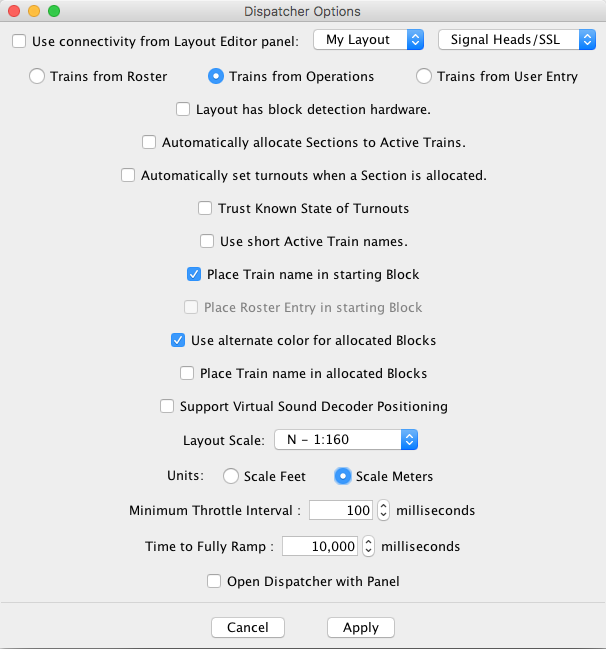 Dispatcher Options
Use connectivity from Layout Editor panel: My Layout Signal Heads/SSL
Trains from Roster Trains from Operations Trains from User Entry
Layout has block detection hardware.
Automatically allocate Sections to Active Trains.
Automatically set turnouts when a Section is allocated.
Trust Known State of Turnouts
Use short Active Train names.
Place Train name in starting Block
Place Roster Entry in starting Block
Use alternate color for allocated Blocks
Place Train name in allocated Blocks
Support Virtual Sound Decoder Positioning
Layout Scale: N - 1:160
Units: Scale Feet Scale Meters
Minimum Throttle Interval : 100 milliseconds
Time to Fully Ramp : 10,000 milliseconds
Open Dispatcher with Panel
Cancel Apply